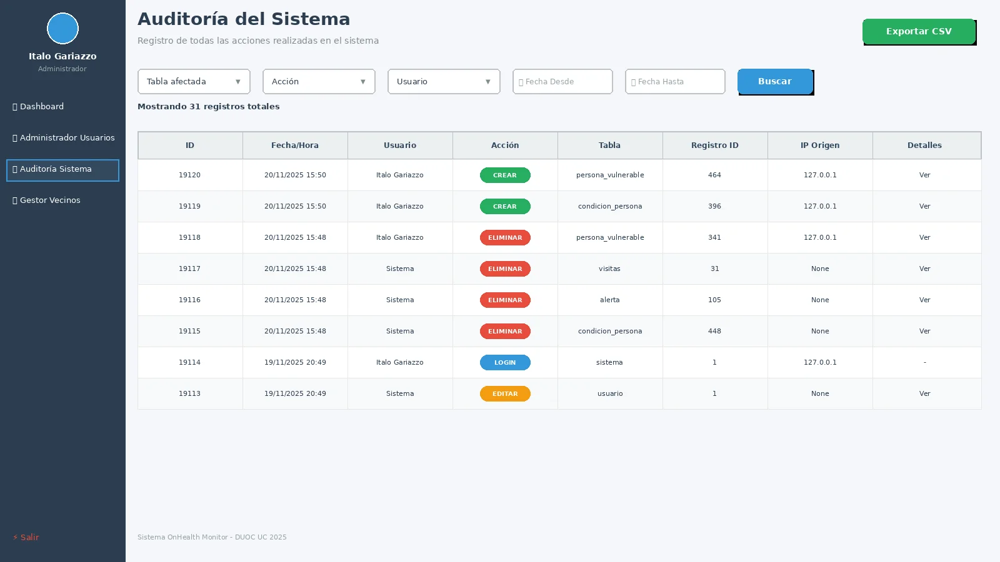 Italo Gariazzo
Administrador
Dashboard
Administrador Usuarios
Auditoría Sistema
Gestor Vecinos
⚡ Salir
Auditoría del Sistema
Registro de todas las acciones realizadas en el sistema
Exportar CSV
Tabla afectada ▼ Acción ▼ Usuario ▼ Fecha Desde Fecha Hasta Buscar
Mostrando 31 registros totales
ID Fecha/Hora Usuario Acción Tabla Registro ID IP Origen Detalles
19120 20/11/2025 15:50 Italo Gariazzo CREAR persona_vulnerable 464 127.0.0.1 Ver
19119 20/11/2025 15:50 Italo Gariazzo CREAR condicion_persona 396 127.0.0.1 Ver
19118 20/11/2025 15:48 Italo Gariazzo ELIMINAR persona_vulnerable 341 127.0.0.1 Ver
19117 20/11/2025 15:48 Sistema ELIMINAR visitas 31 None Ver
19116 20/11/2025 15:48 Sistema ELIMINAR alerta 105 None Ver
19115 20/11/2025 15:48 Sistema ELIMINAR condicion_persona 448 None Ver
19114 19/11/2025 20:49 Italo Gariazzo LOGIN sistema 1 127.0.0.1 -
19113 19/11/2025 20:49 Sistema EDITAR usuario 1 None Ver
Sistema OnHealth Monitor - DUOC UC 2025